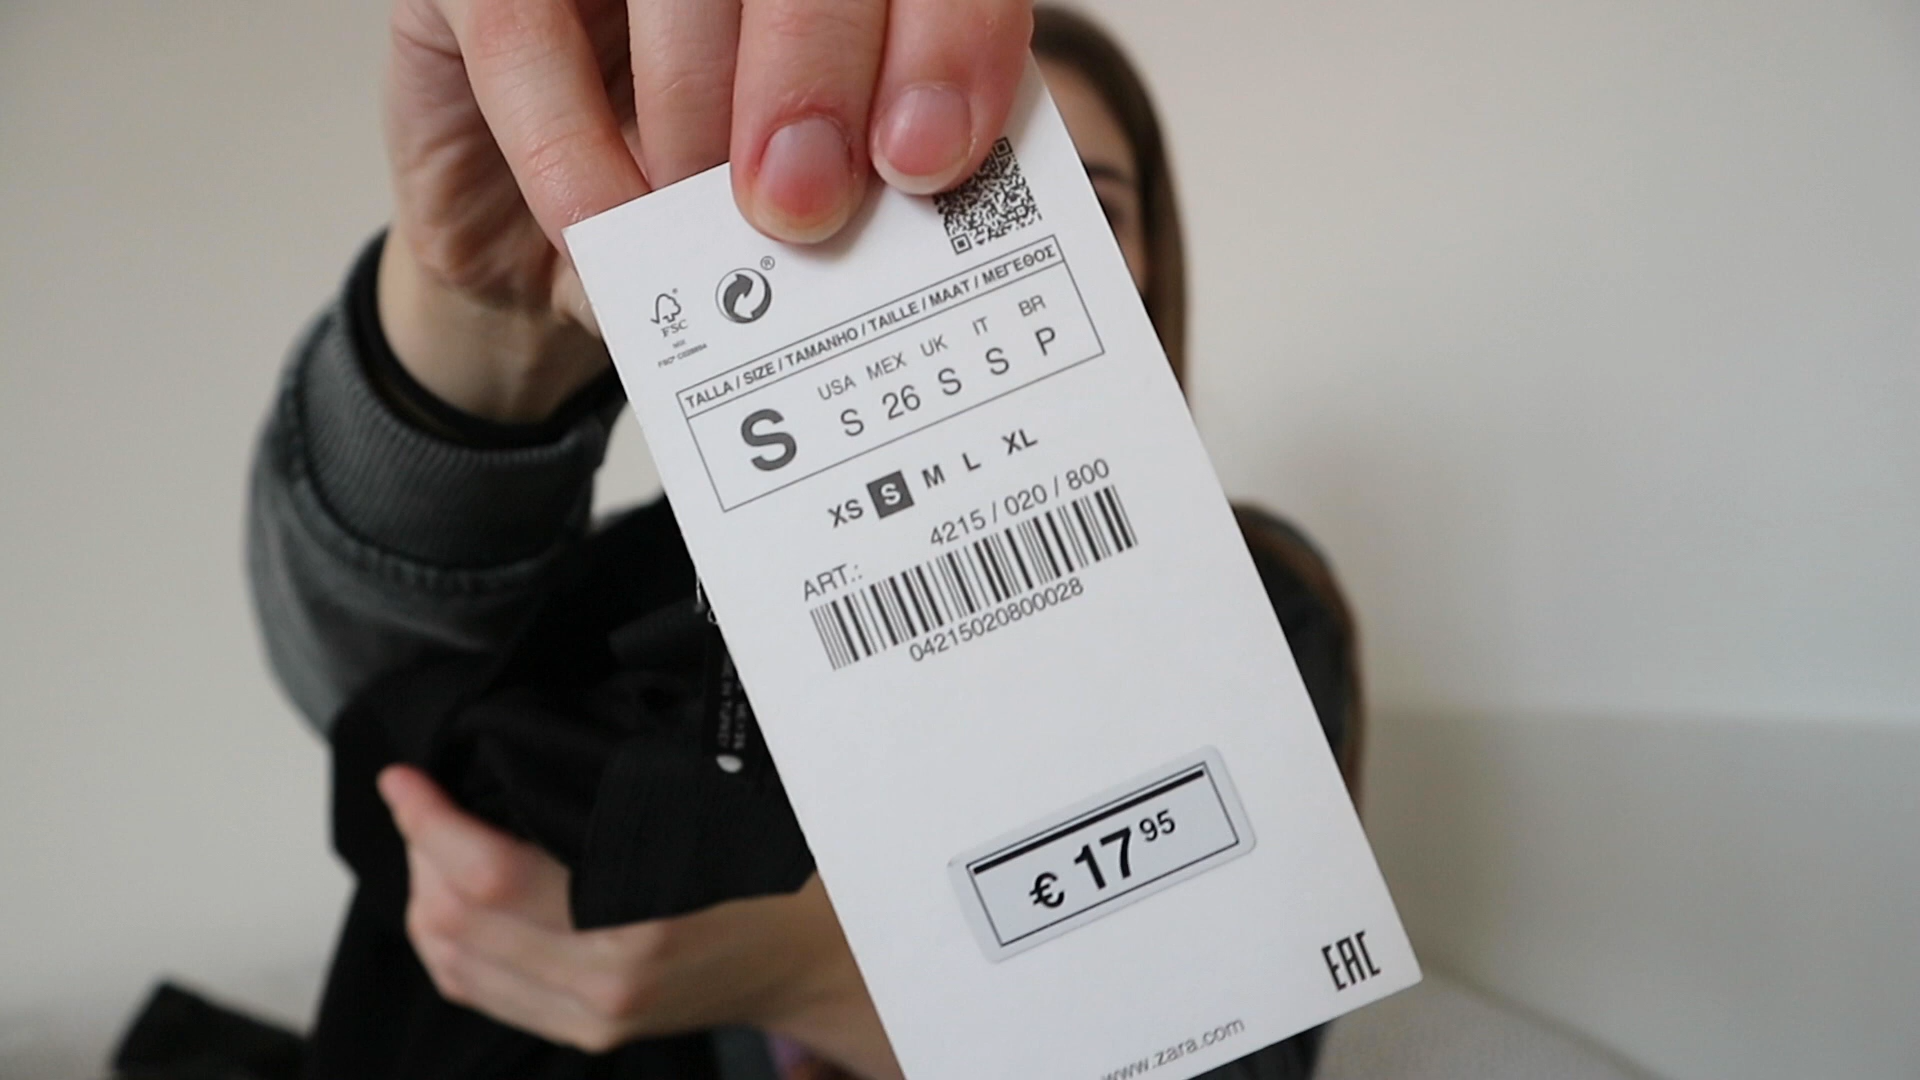 ®
FSC
TALLA / SIZE / TAMANHO / TAILLE / MAAT / ΜΕΓΕΘΟΣ
USA MEX UK IT BR
S S 26 S S P
XS S M L XL
ART.: 4215 / 020 / 800
04215020800028
€ 17 95
EAC
www.zara.com